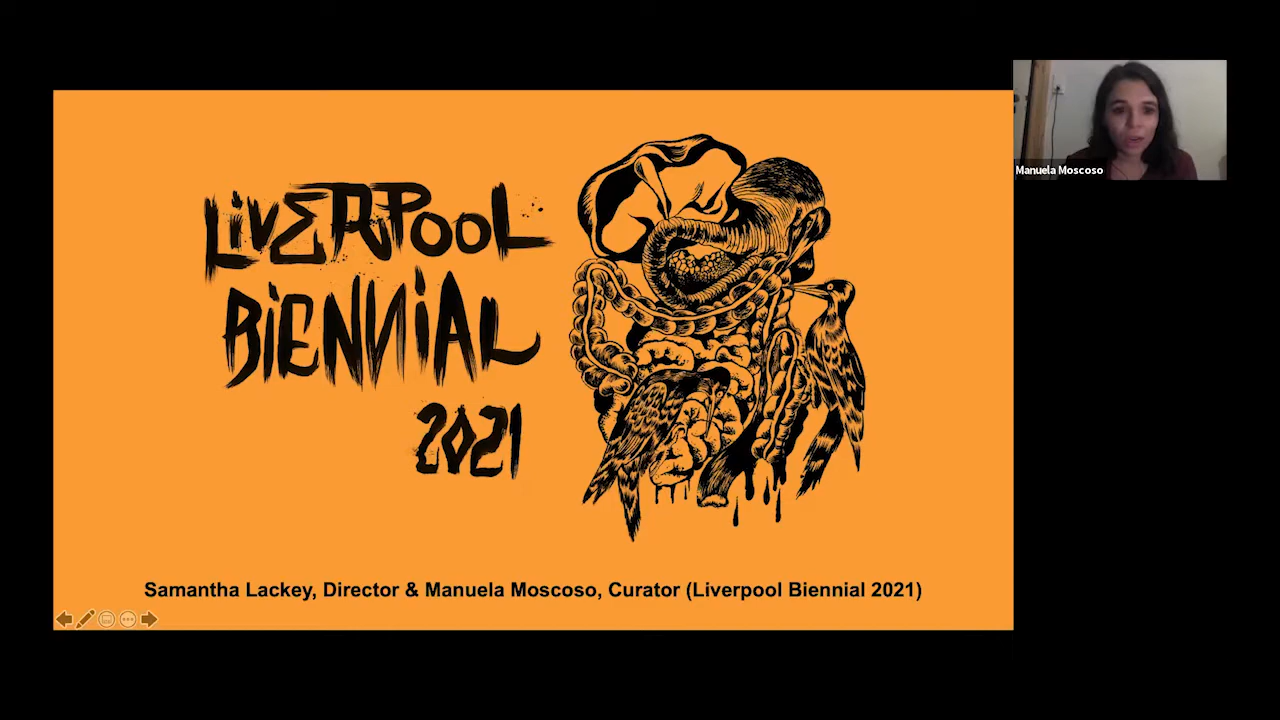 LiVERPOOL
BiENNiAL
2021
Manuela Moscoso
Samantha Lackey, Director & Manuela Moscoso, Curator (Liverpool Biennial 2021)